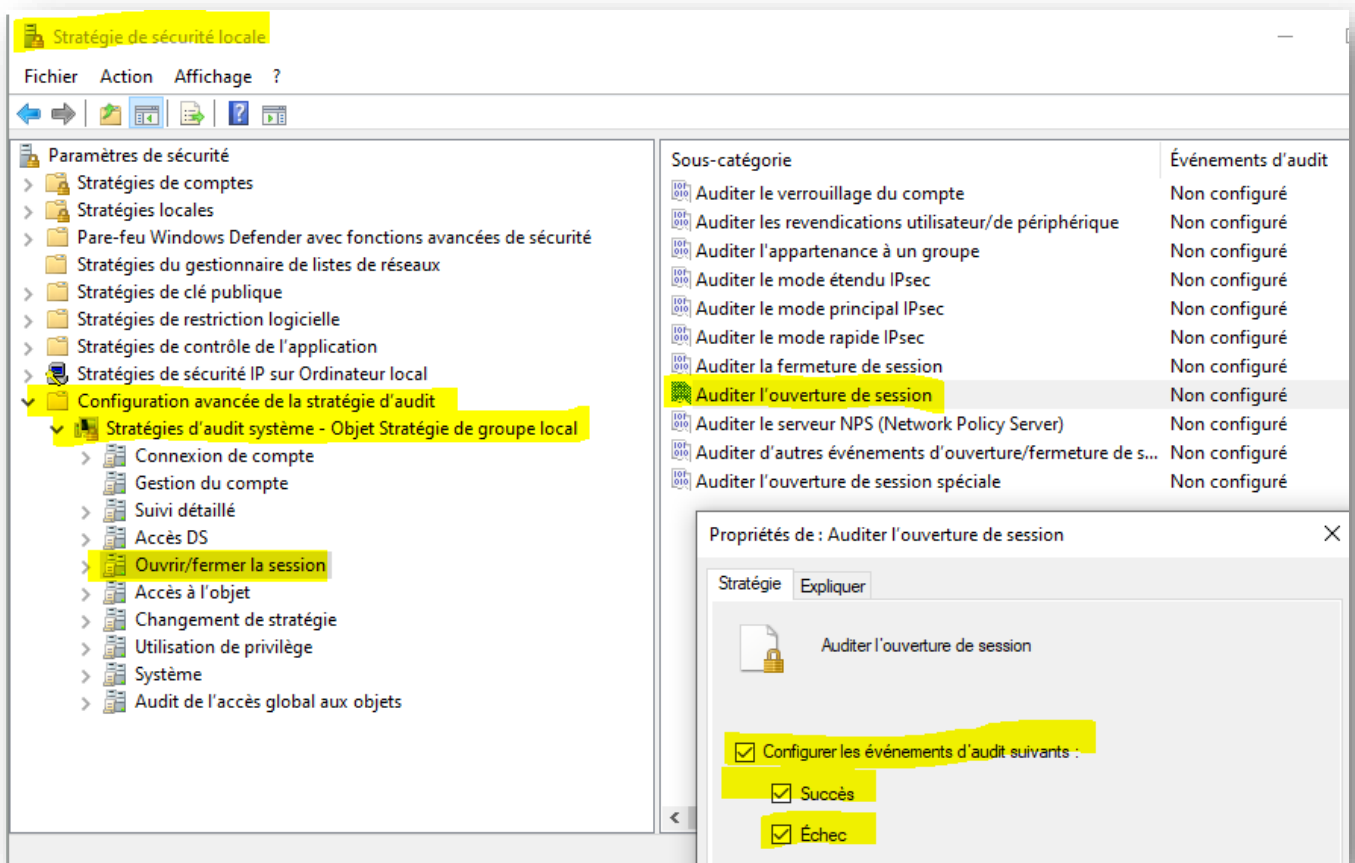 Stratégie de sécurité locale
Fichier Action Affichage ?
Paramètres de sécurité
Stratégies de comptes
Stratégies locales
Pare-feu Windows Defender avec fonctions avancées de sécurité
Stratégies du gestionnaire de listes de réseaux
Stratégies de clé publique
Stratégies de restriction logicielle
Stratégies de contrôle de l'application
Stratégies de sécurité IP sur Ordinateur local
Configuration avancée de la stratégie d'audit
Stratégies d'audit système - Objet Stratégie de groupe local
Connexion de compte
Gestion du compte
Suivi détaillé
Accès DS
Ouvrir/fermer la session
Accès à l'objet
Changement de stratégie
Utilisation de privilège
Système
Audit de l'accès global aux objets
Sous-catégorie Événements d'audit
Auditer le verrouillage du compte Non configuré
Auditer les revendications utilisateur/de périphérique Non configuré
Auditer l'appartenance à un groupe Non configuré
Auditer le mode étendu IPsec Non configuré
Auditer le mode principal IPsec Non configuré
Auditer le mode rapide IPsec Non configuré
Auditer la fermeture de session Non configuré
Auditer l'ouverture de session Non configuré
Auditer le serveur NPS (Network Policy Server) Non configuré
Auditer d'autres événements d'ouverture/fermeture de s... Non configuré
Auditer l'ouverture de session spéciale Non configuré
Propriétés de : Auditer l'ouverture de session
Stratégie Expliquer
Auditer l'ouverture de session
Configurer les événements d'audit suivants :
Succès
Échec